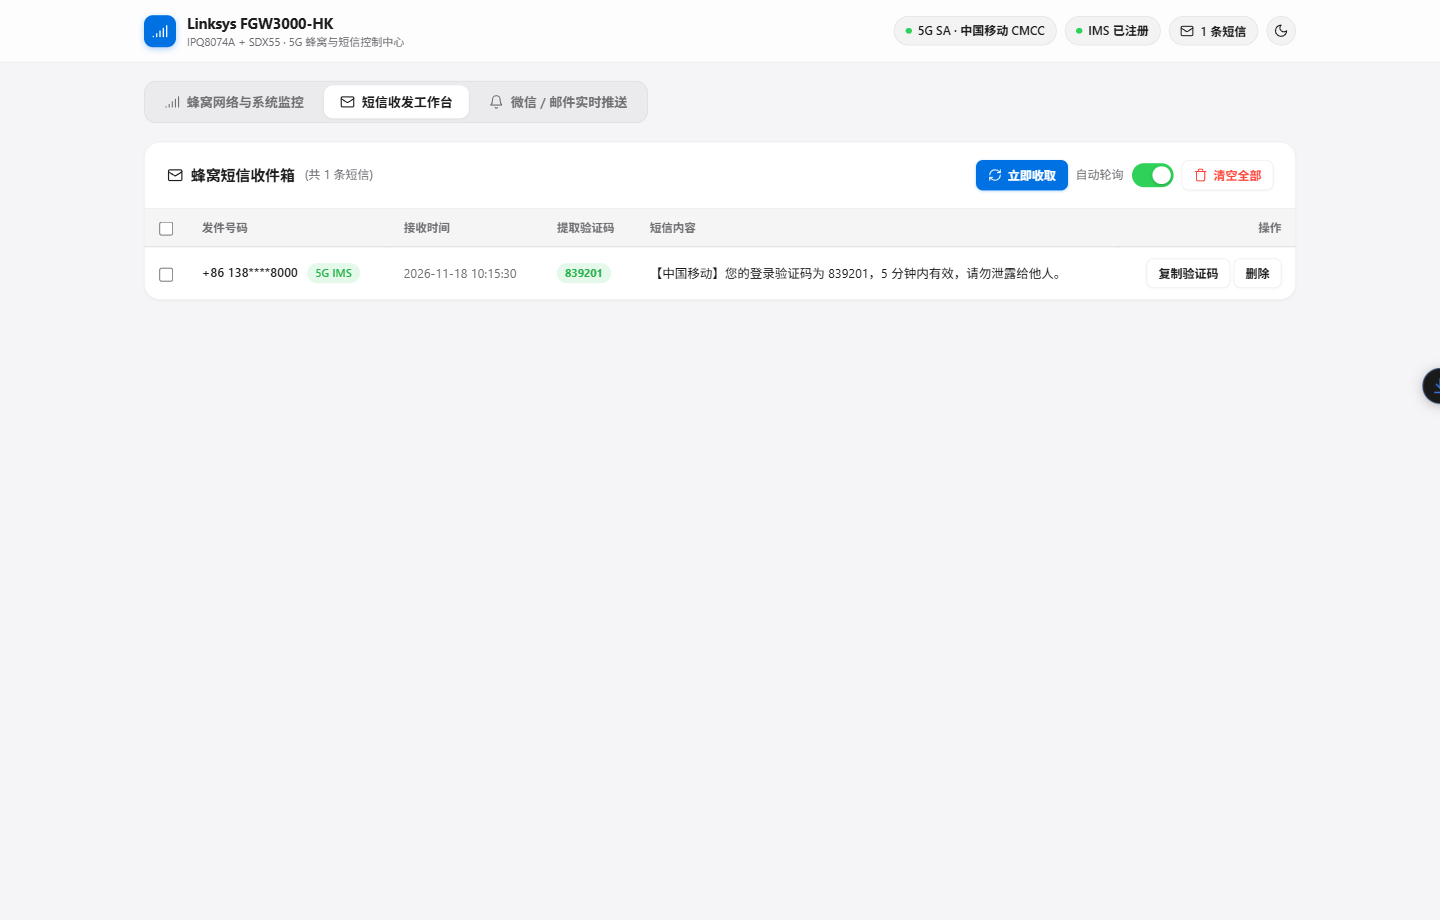 Linksys FGW3000-HK
IPQ8074A + SDX55 · 5G 蜂窝与短信控制中心
5G SA · 中国移动 CMCC
IMS 已注册
1 条短信
蜂窝网络与系统监控
短信收发工作台
微信 / 邮件实时推送
蜂窝短信收件箱 (共 1 条短信)
立即收取
自动轮询
清空全部
发件号码 接收时间 提取验证码 短信内容 操作
+86 138****8000 5G IMS 2026-11-18 10:15:30 839201 【中国移动】您的登录验证码为 839201，5 分钟内有效，请勿泄露给他人。 复制验证码 删除